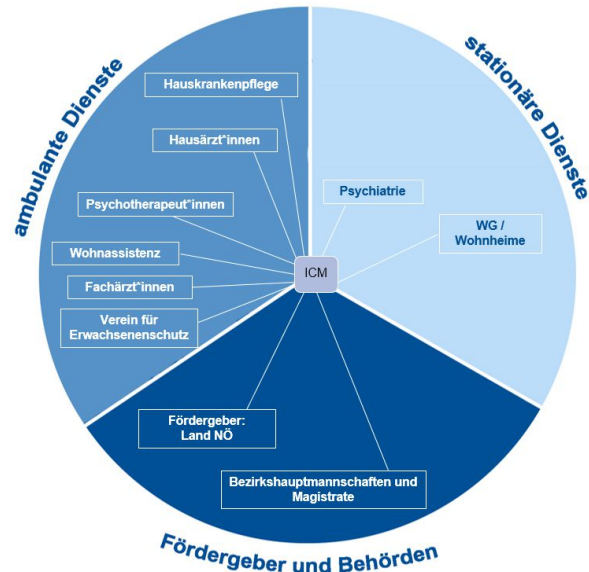 ambulante Dienste
stationäre Dienste
Hauskrankenpflege
Hausärzt*innen
Psychotherapeut*innen
Wohnassistenz
Fachärzt*innen
Verein für
Erwachsenenschutz
Psychiatrie
WG /
Wohnheime
ICM
Fördergeber:
Land NÖ
Bezirkshauptmannschaften und
Magistrate
Fördergeber und Behörden